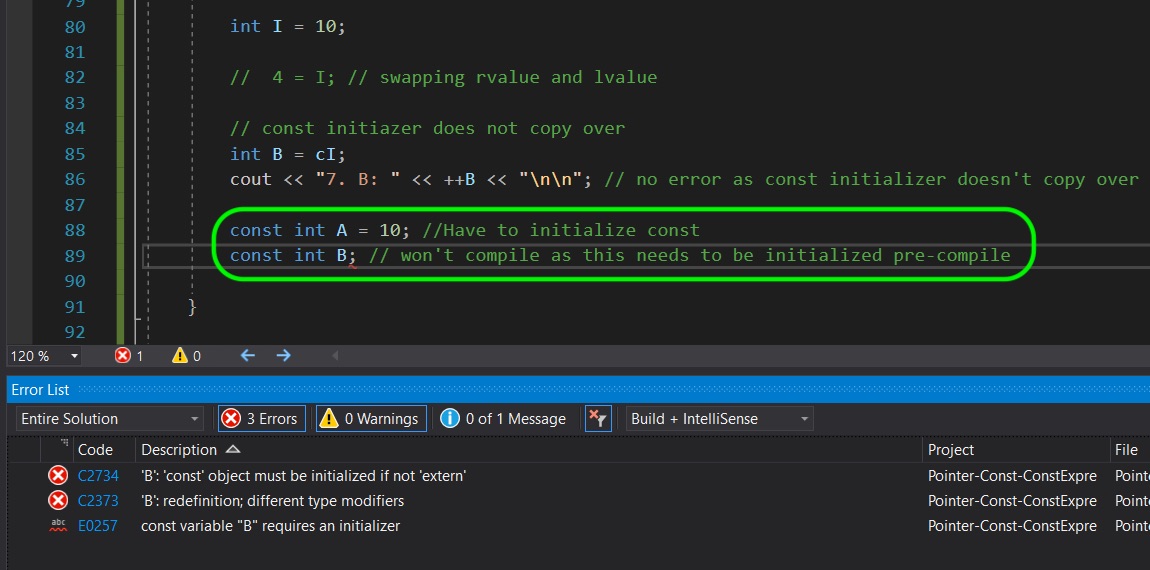 79
80 int I = 10;
81
82 //  4 = I; // swapping rvalue and lvalue
83
84 // const initiazer does not copy over
85 int B = cI;
86 cout << "7. B: " << ++B << "\n\n"; // no error as const initializer doesn't copy over
87
88 const int A = 10; //Have to initialize const
89 const int B; // won't compile as this needs to be initialized pre-compile
90
91 }
92
120 % 1 0
Error List
Entire Solution 3 Errors 0 Warnings 0 of 1 Message Build + IntelliSense
Code Description Project File
C2734 'B': 'const' object must be initialized if not 'extern' Pointer-Const-ConstExpre Point
C2373 'B': redefinition; different type modifiers Pointer-Const-ConstExpre Point
abc E0257 const variable "B" requires an initializer Pointer-Const-ConstExpre Point